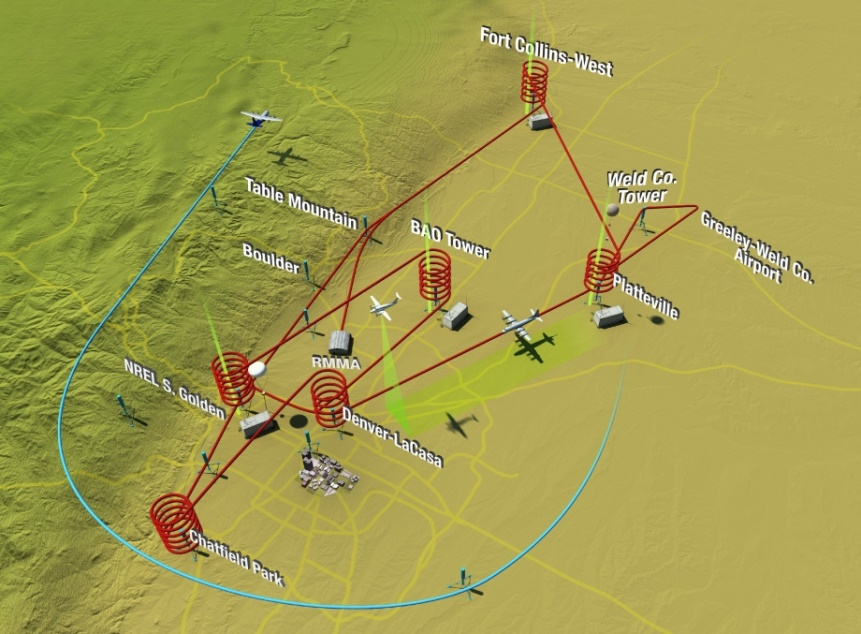 Fort Collins-West
Weld Co.
Tower
Table Mountain
BAO Tower
Greeley-Weld Co.
Airport
Boulder
Platteville
RMMA
NREL S. Golden
Denver-LaCasa
Chatfield Park